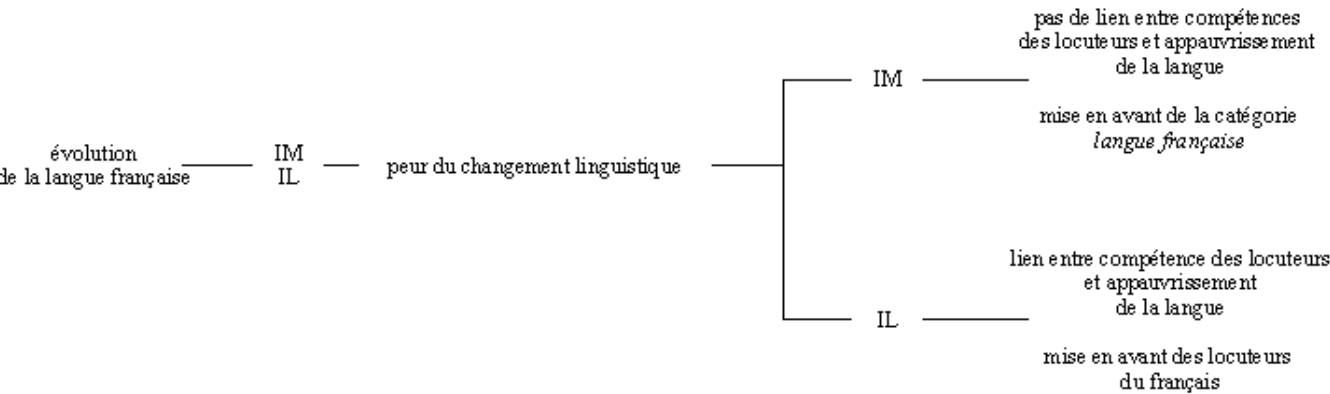 évolution
de la langue française
IM
IL
peur du changement linguistique
IM
pas de lien entre compétences
des locuteurs et appauvrissement
de la langue
mise en avant de la catégorie
langue française
IL
lien entre compétence des locuteurs
et appauvrissement
de la langue
mise en avant des locuteurs
du français